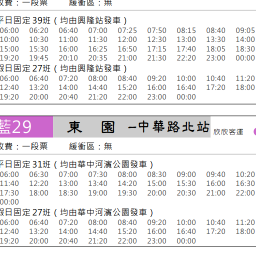 收費：一段票 緩衝區：無
平日固定39班（均由興隆站發車）
06:00 06:20 06:40 07:00 07:25 07:50 08:15 08:40 09:05
10:00 10:30 11:00 11:30 12:00 12:30 13:00 13:30 14:00
15:00 15:30 16:00 16:25 16:50 17:15 17:40 18:05 18:30
19:20 19:45 20:10 20:35 21:00 21:30 22:20 23:00 00:00
假日固定27班（均由興隆站發車）
06:00 06:40 07:20 08:00 08:40 09:20 10:00 10:40 11:20
12:40 13:20 14:00 14:40 15:20 16:00 16:40 17:20 18:00
19:20 20:00 20:40 21:20 22:00 23:00 00:00
藍29 東 園 －中華路北站 欣欣客運
收費：一段票 緩衝區：無
平日固定31班（均由華中河濱公園發車）
06:00 06:30 07:00 07:30 08:00 08:30 09:00 09:40 10:20
11:40 12:20 13:00 13:40 14:20 15:00 15:30 16:00 16:30
17:30 18:00 18:30 19:00 19:30 20:00 20:30 21:00 22:00
00:00
假日固定27班（均由華中河濱公園發車）
06:00 06:40 07:20 08:00 08:40 09:20 10:00 10:40 11:20
12:40 13:20 14:00 14:40 15:20 16:00 16:40 17:20 18:00
19:20 20:00 20:40 21:20 22:00 23:00 00:00